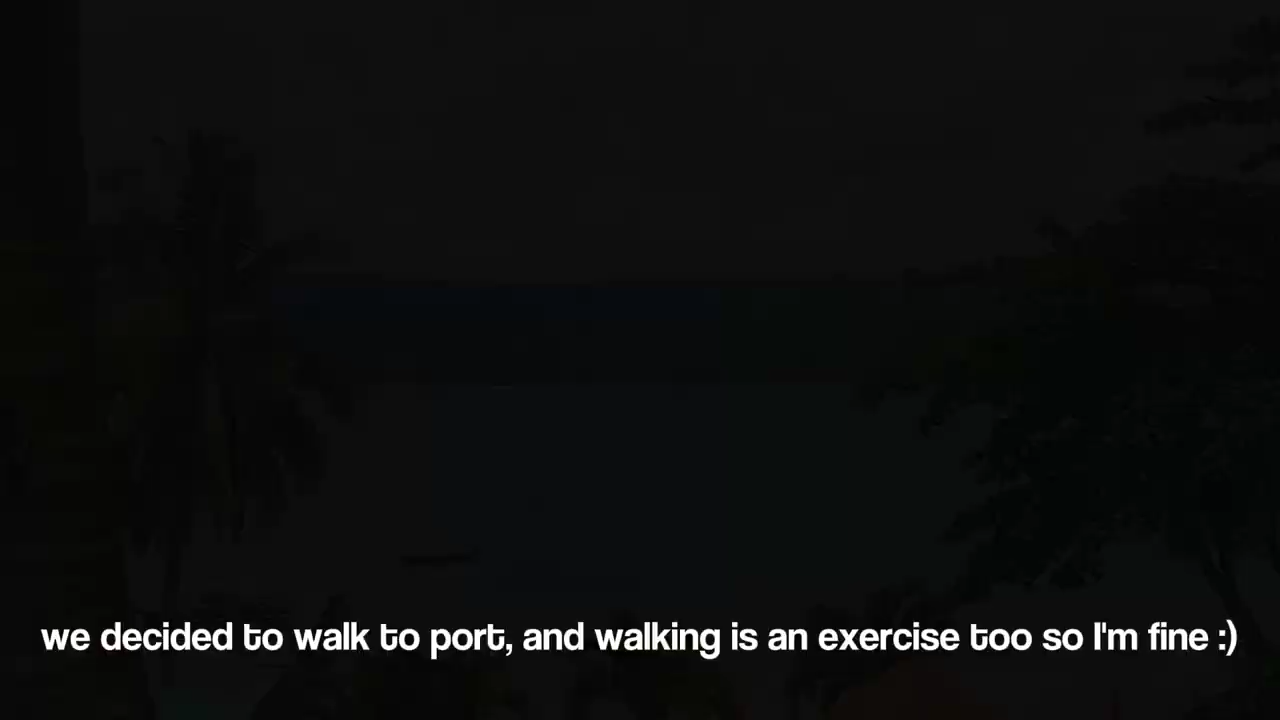 we decided to walk to port, and walking is an exercise too so I'm fine :)